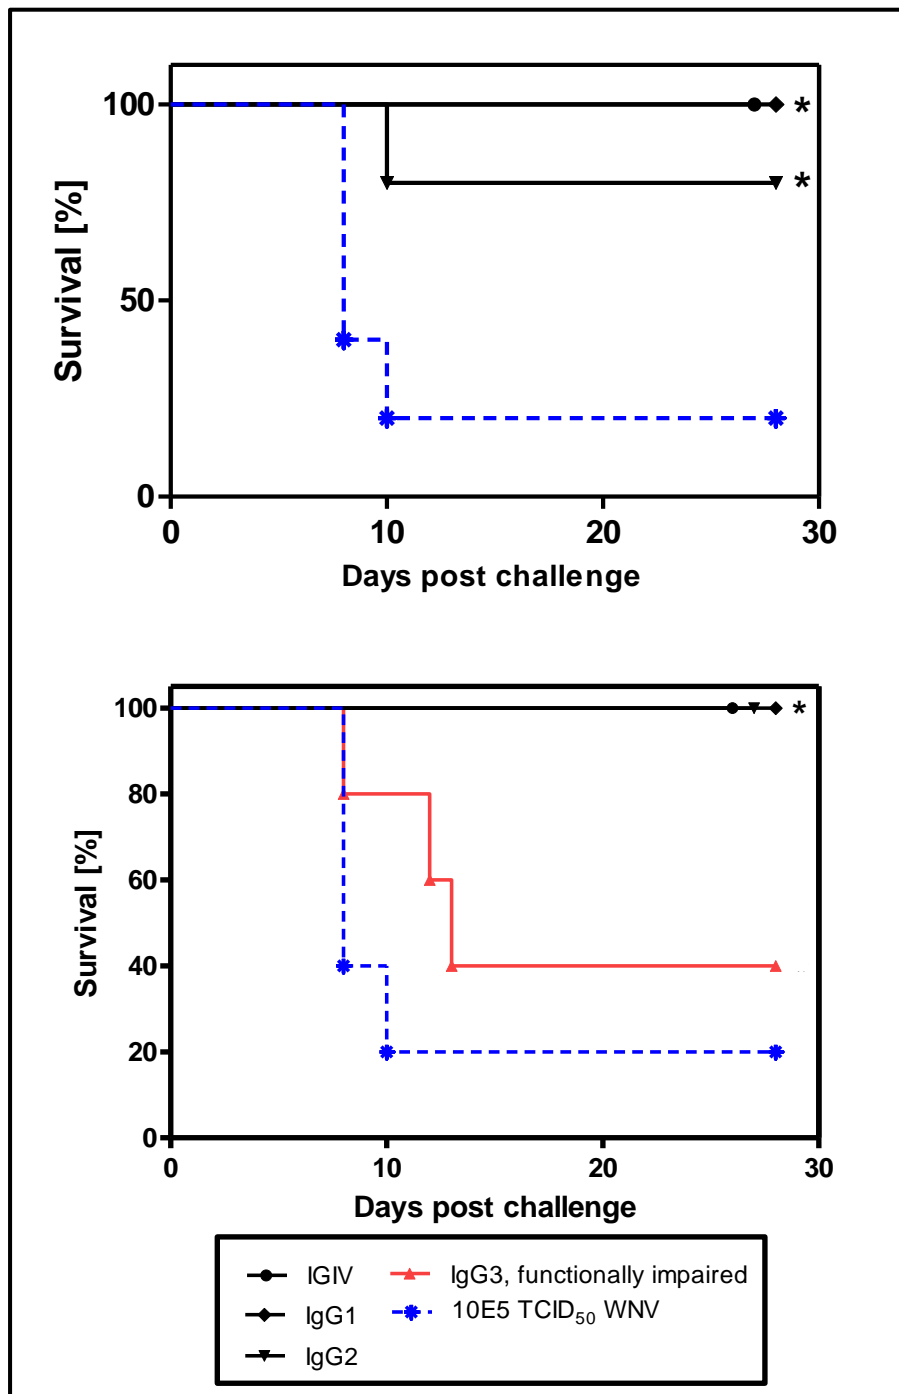 Survival [%]
100
50
0
*
*
0 10 20 30
Days post challenge
Survival [%]
100
80
60
40
20
0
*
0 10 20 30
Days post challenge
IGIV
IgG1
IgG2
IgG3, functionally impaired
10E5 TCID₅₀ WNV